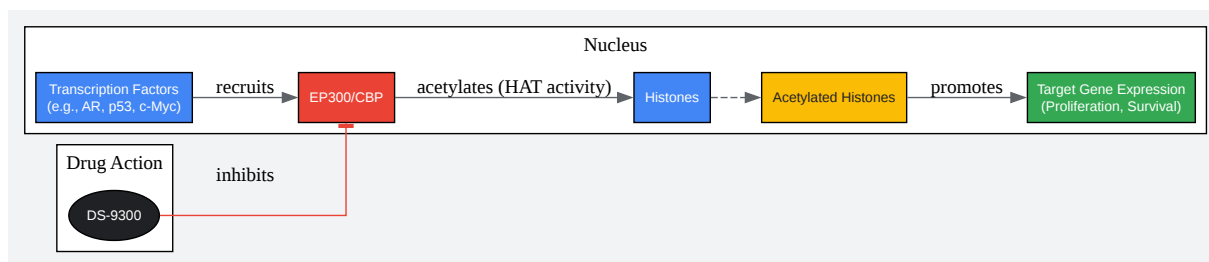 Nucleus
Transcription Factors
(e.g., AR, p53, c-Myc)
recruits
EP300/CBP
acetylates (HAT activity)
Histones
Acetylated Histones
promotes
Target Gene Expression
(Proliferation, Survival)
Drug Action
inhibits
DS-9300